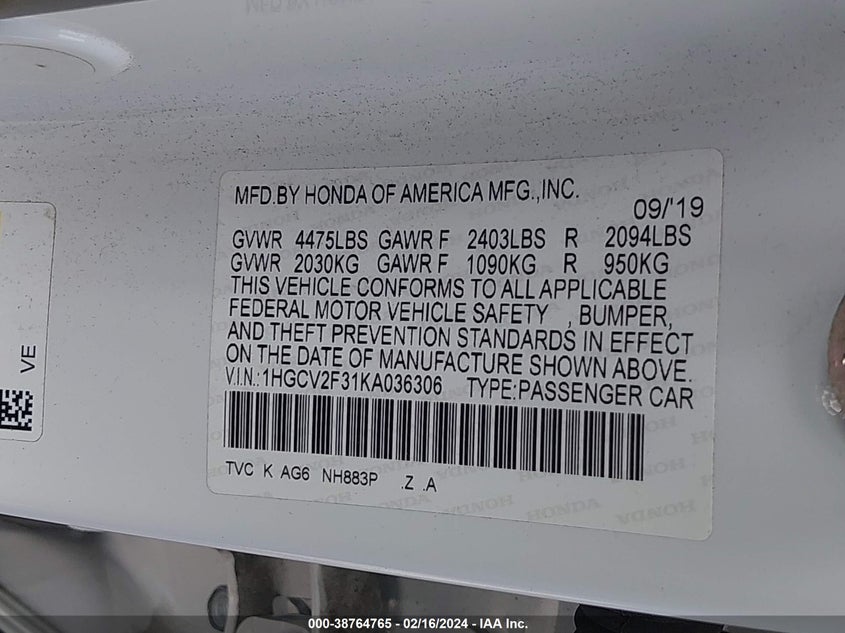 MFD.BY HONDA OF AMERICA MFG.,INC.
09/'19
GVWR 4475LBS GAWR F 2403LBS R 2094LBS
GVWR 2030KG GAWR F 1090KG R 950KG
THIS VEHICLE CONFORMS TO ALL APPLICABLE
FEDERAL MOTOR VEHICLE SAFETY , BUMPER,
AND THEFT PREVENTION STANDARDS IN EFFECT
ON THE DATE OF MANUFACTURE SHOWN ABOVE.
V.I.N.:1HGCV2F31KA036306 TYPE:PASSENGER CAR
TVC K AG6 NH883P .Z .A
HONDA HONDA HONDA
VE
000-38764765 - 02/16/2024 - IAA Inc.